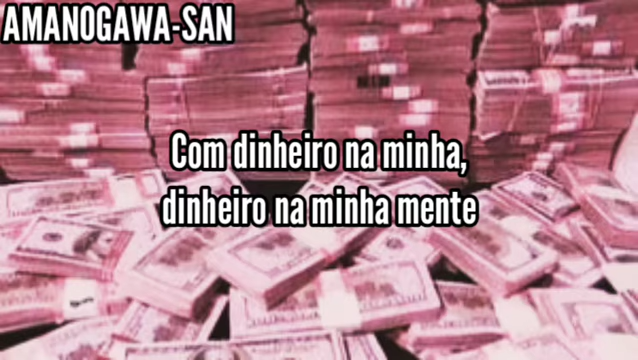 AMANOGAWA-SAN
Com dinheiro na minha,
dinheiro na minha mente